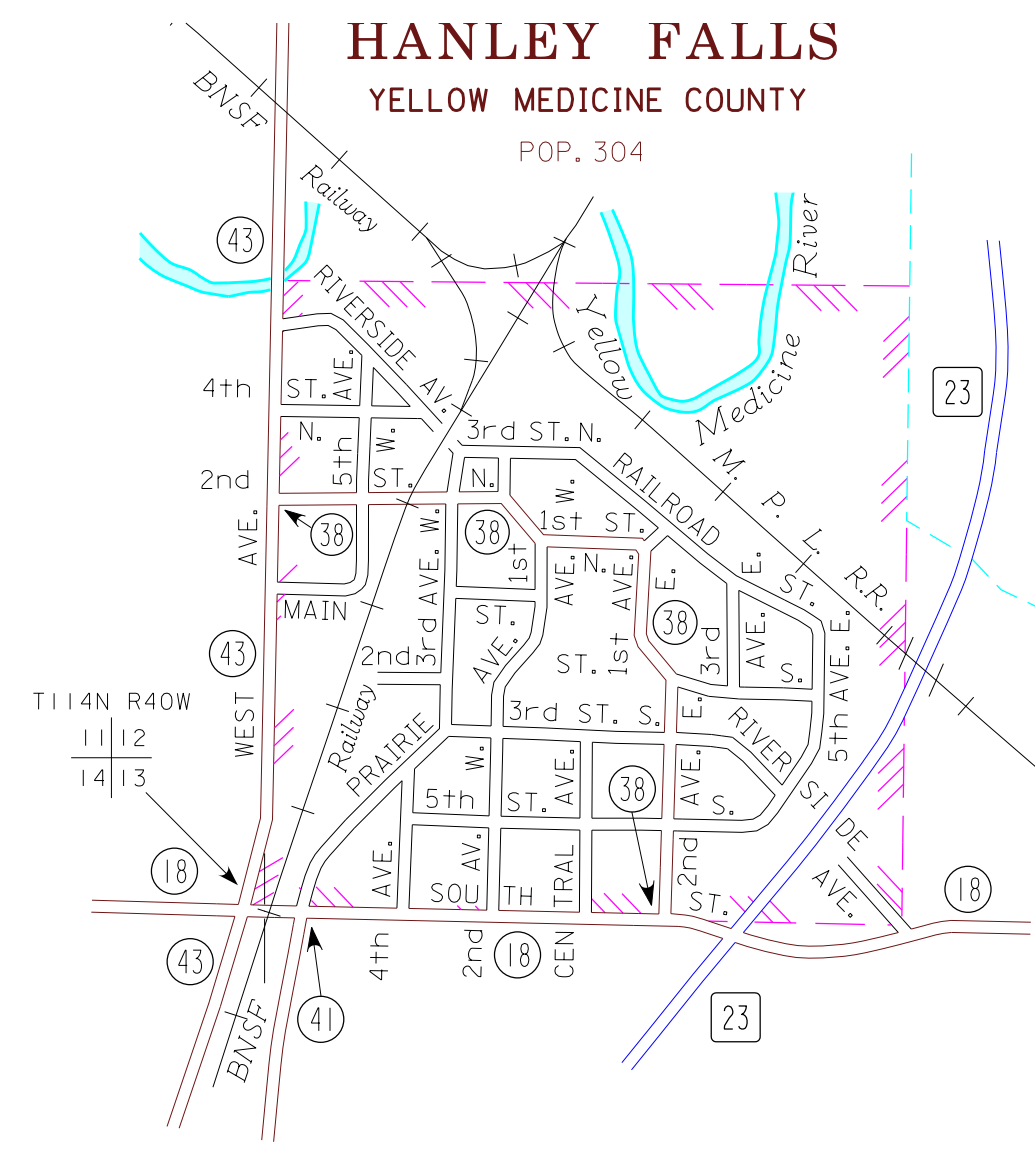 HANLEY FALLS
YELLOW MEDICINE COUNTY
POP. 304
BNSF
Railway
43
River
RIVERSIDE AV.
Yellow
Medicine
4th ST.
AVE.
23
N.
5th
W.
3rd ST. N.
2nd ST. N.
RAILROAD
M. P. L. R.R.
W.
1st ST.
38
38
AVE.
W.
1st
N.
E.
E. ST.
MAIN ST.
3rd AVE.
AVE.
1st AVE.
38
43
2nd
AVE.
ST.
3rd
AVE.
S.
5th AVE. E.
T114N R40W
11 12
14 13
WEST
Railway
PRAIRIE
3rd ST. S.
E.
RIVER SIDE
AVE.
5th ST.
W.
AVE.
38
AVE.
S.
18
AVE.
SOU TH
AV.
TRAL
2nd
ST.
18
43
4th
2nd
18
CEN
41
BNSF
23